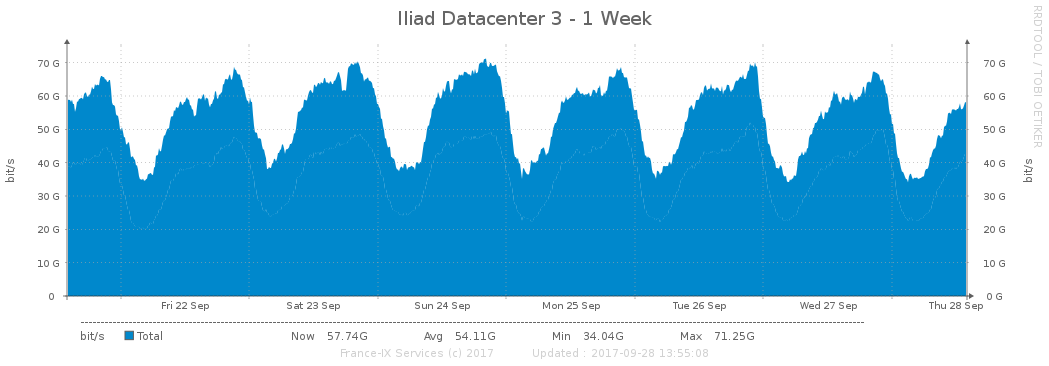 Iliad Datacenter 3 - 1 Week
RRDTOOL / TOBI OETIKER
bit/s
70 G 70 G
60 G 60 G
50 G 50 G
40 G 40 G
30 G 30 G
20 G 20 G
10 G 10 G
0 0 G
bit/s
Fri 22 Sep Sat 23 Sep Sun 24 Sep Mon 25 Sep Tue 26 Sep Wed 27 Sep Thu 28 Sep
bit/s Total Now 57.74G Avg 54.11G Min 34.04G Max 71.25G
France-IX Services (c) 2017 Updated : 2017-09-28 13:55:08